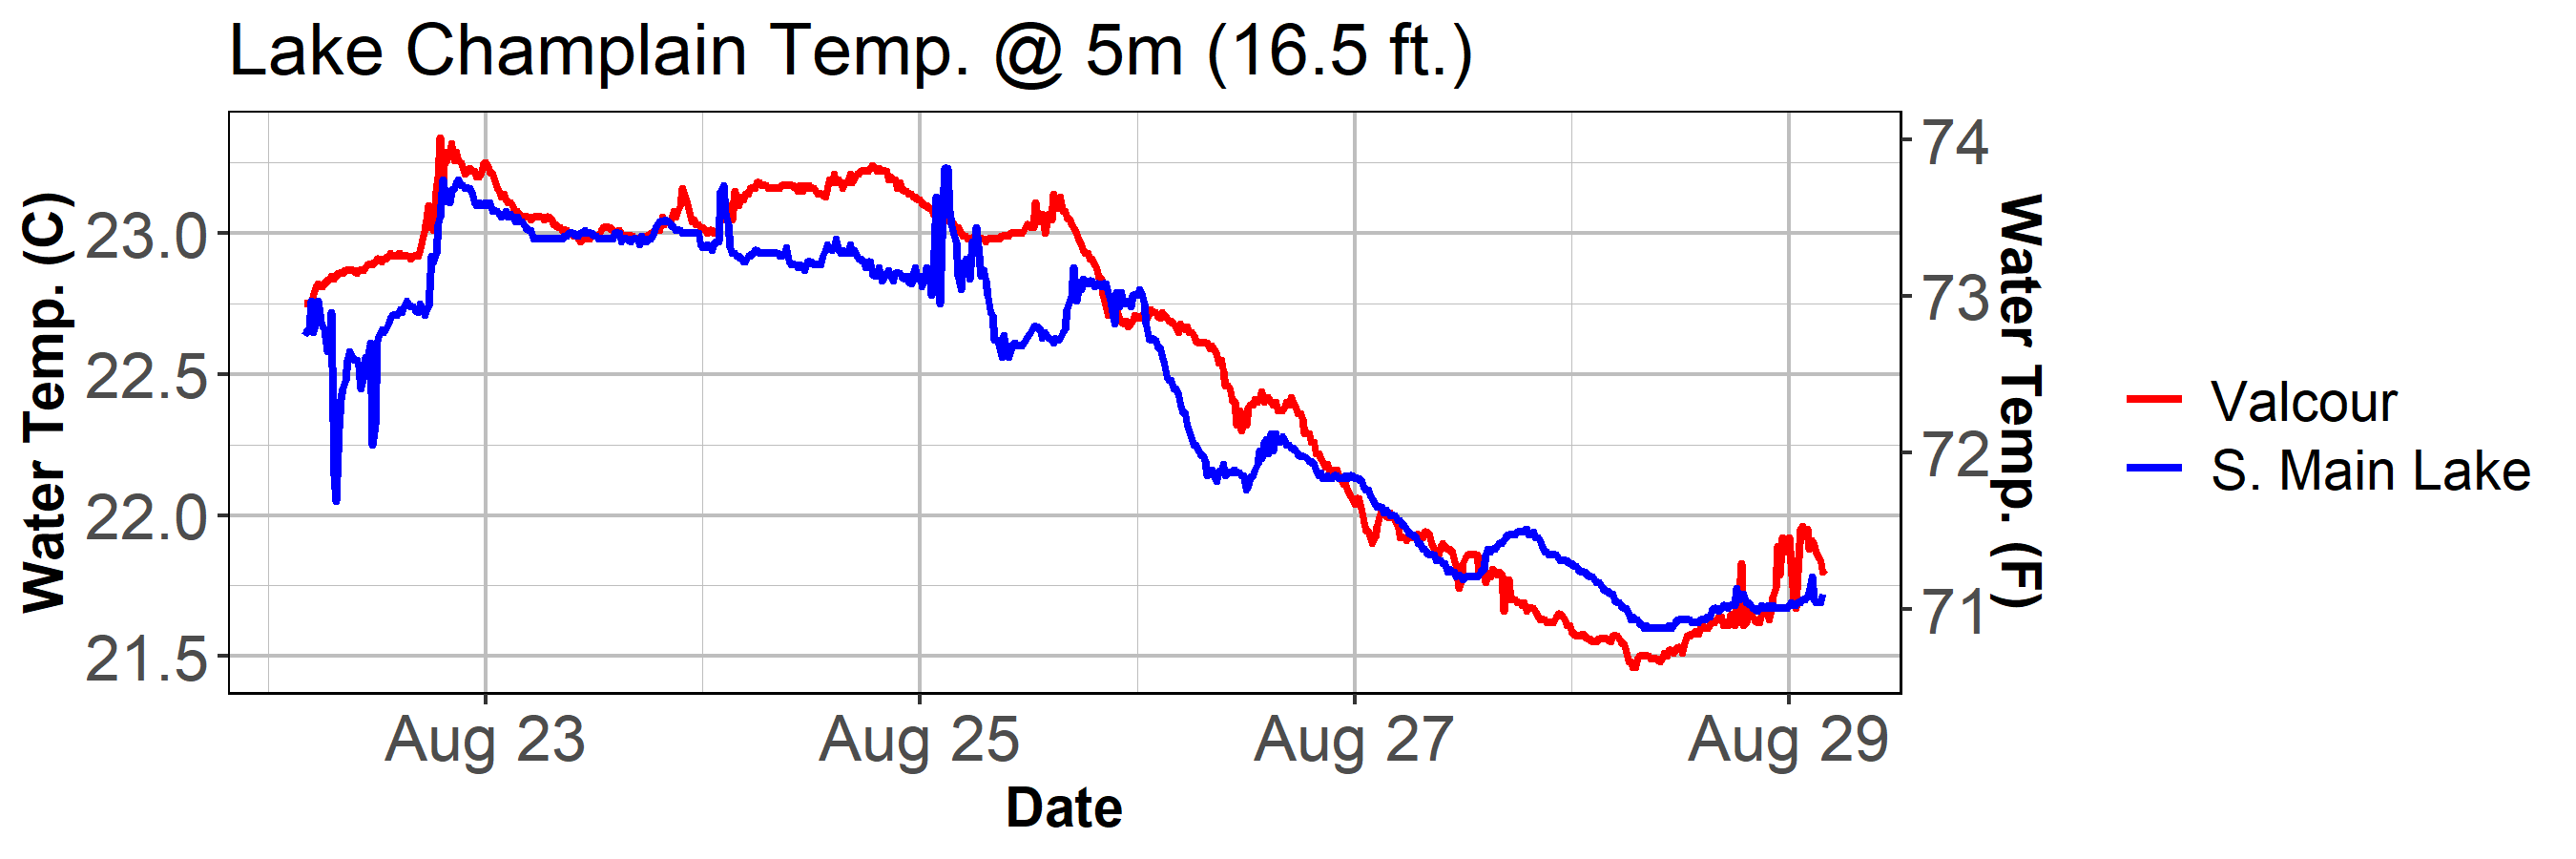 Lake Champlain Temp. @ 5m (16.5 ft.)
Water Temp. (C)
23.0
22.5
22.0
21.5
74
73
72
71
Water Temp. (F)
Aug 23
Aug 25
Aug 27
Aug 29
Date
Valcour
S. Main Lake